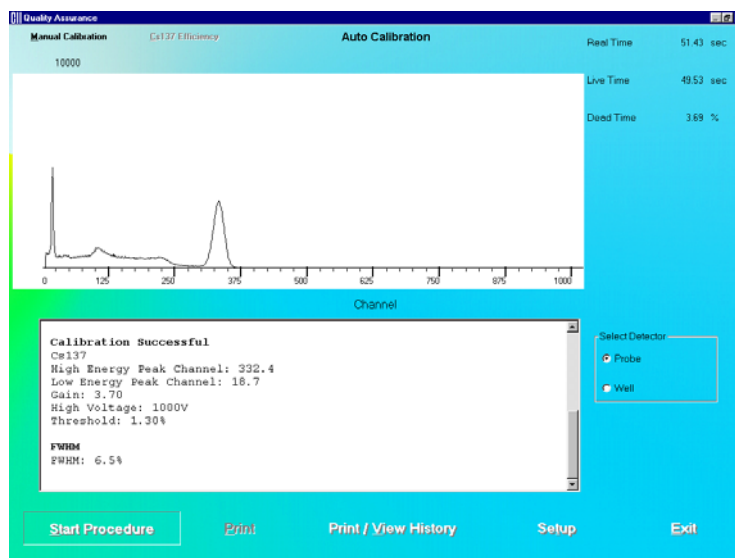 Quality Assurance
Manual Calibration Cs137 Efficiency Auto Calibration
Real Time 51.43 sec
10000
Live Time 49.53 sec
Dead Time 3.69 %
0 125 250 375 500 625 750 875 1000
Channel
Calibration Successful
Cs137
High Energy Peak Channel: 332.4
Low Energy Peak Channel: 18.7
Gain: 3.70
High Voltage: 1000V
Threshold: 1.30%
FWHM
FWHM: 6.5%
Select Detector
Probe
Well
Start Procedure Print Print / View History Setup Exit